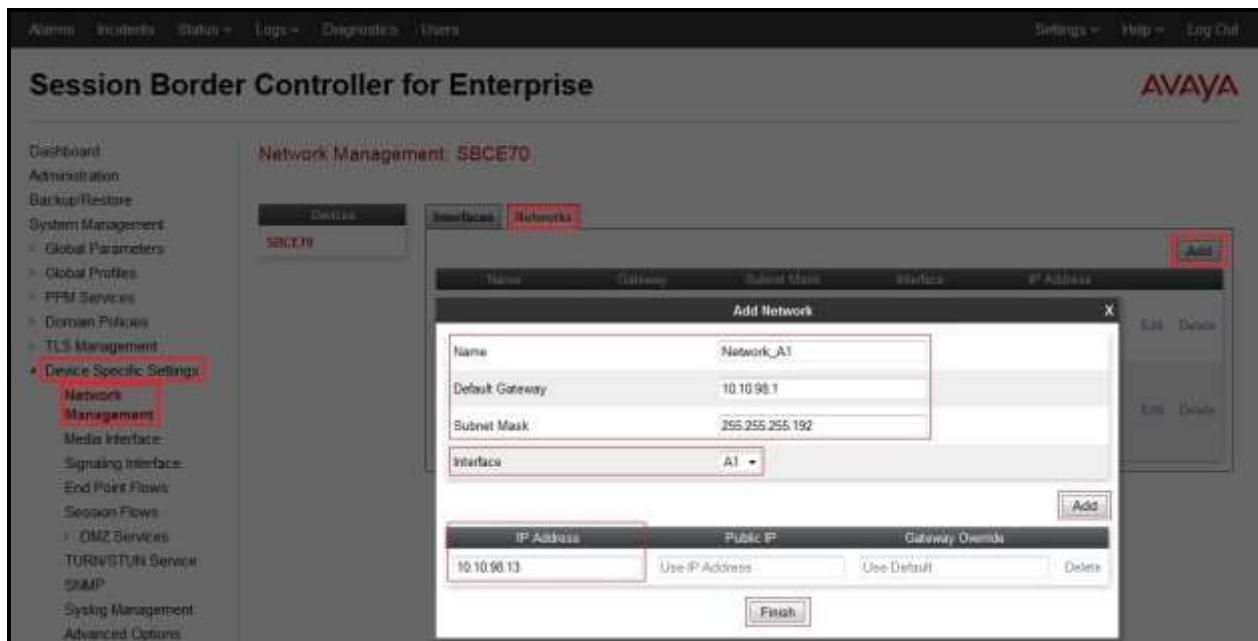 Alarms Incidents Status Logs Diagnostics Users Settings Help Log Out
Session Border Controller for Enterprise
AVAYA
Dashboard
Administration
Backup/Restore
System Management
Global Parameters
Global Profiles
PPM Services
Domain Policies
TLS Management
Device Specific Settings
Network
Management
Media Interface
Signaling Interface
End Point Flows
Session Flows
DMZ Services
TURN/STUN Service
SNMP
Syslog Management
Advanced Options
Network Management: SBCE70
Devices
SBCE70
Interfaces Networks
Add
Name Gateway Subnet Mask Interface IP Address
Edit Delete
Edit Delete
Add Network X
Name Network_A1
Default Gateway 10.10.98.1
Subnet Mask 255.255.255.192
Interface A1
Add
IP Address Public IP Gateway Override
10.10.98.13 Use IP Address Use Default Delete
Finish